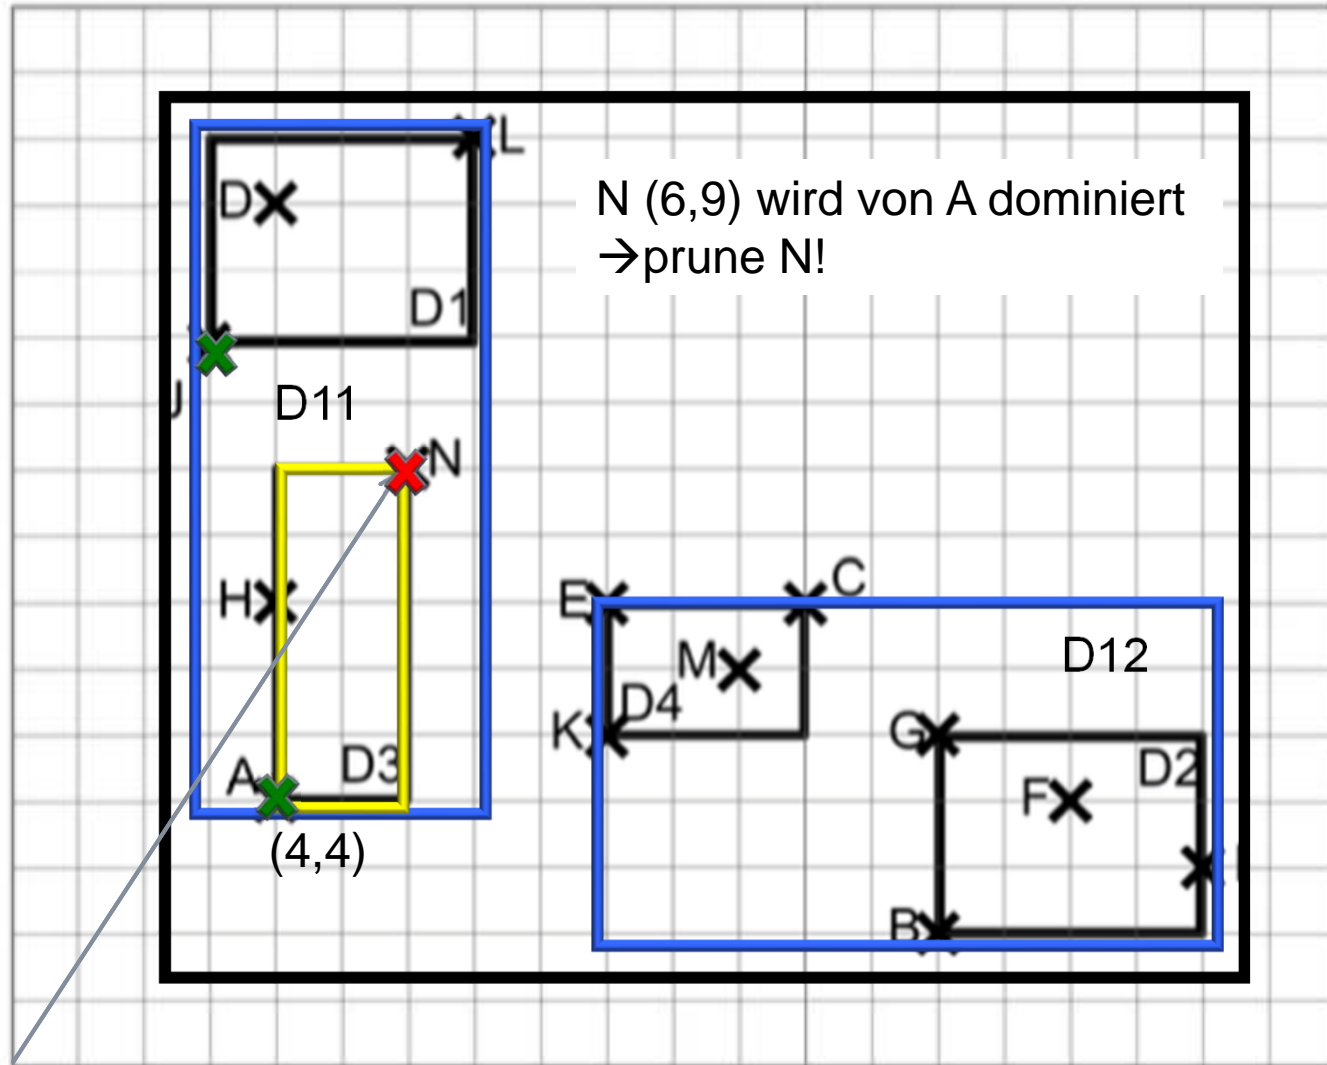 L
D
N (6,9) wird von A dominiert
→prune N!
D1
J
D11
N
H
E
C
M
D12
D4
K
G
D2
A
D3
F
(4,4)
B